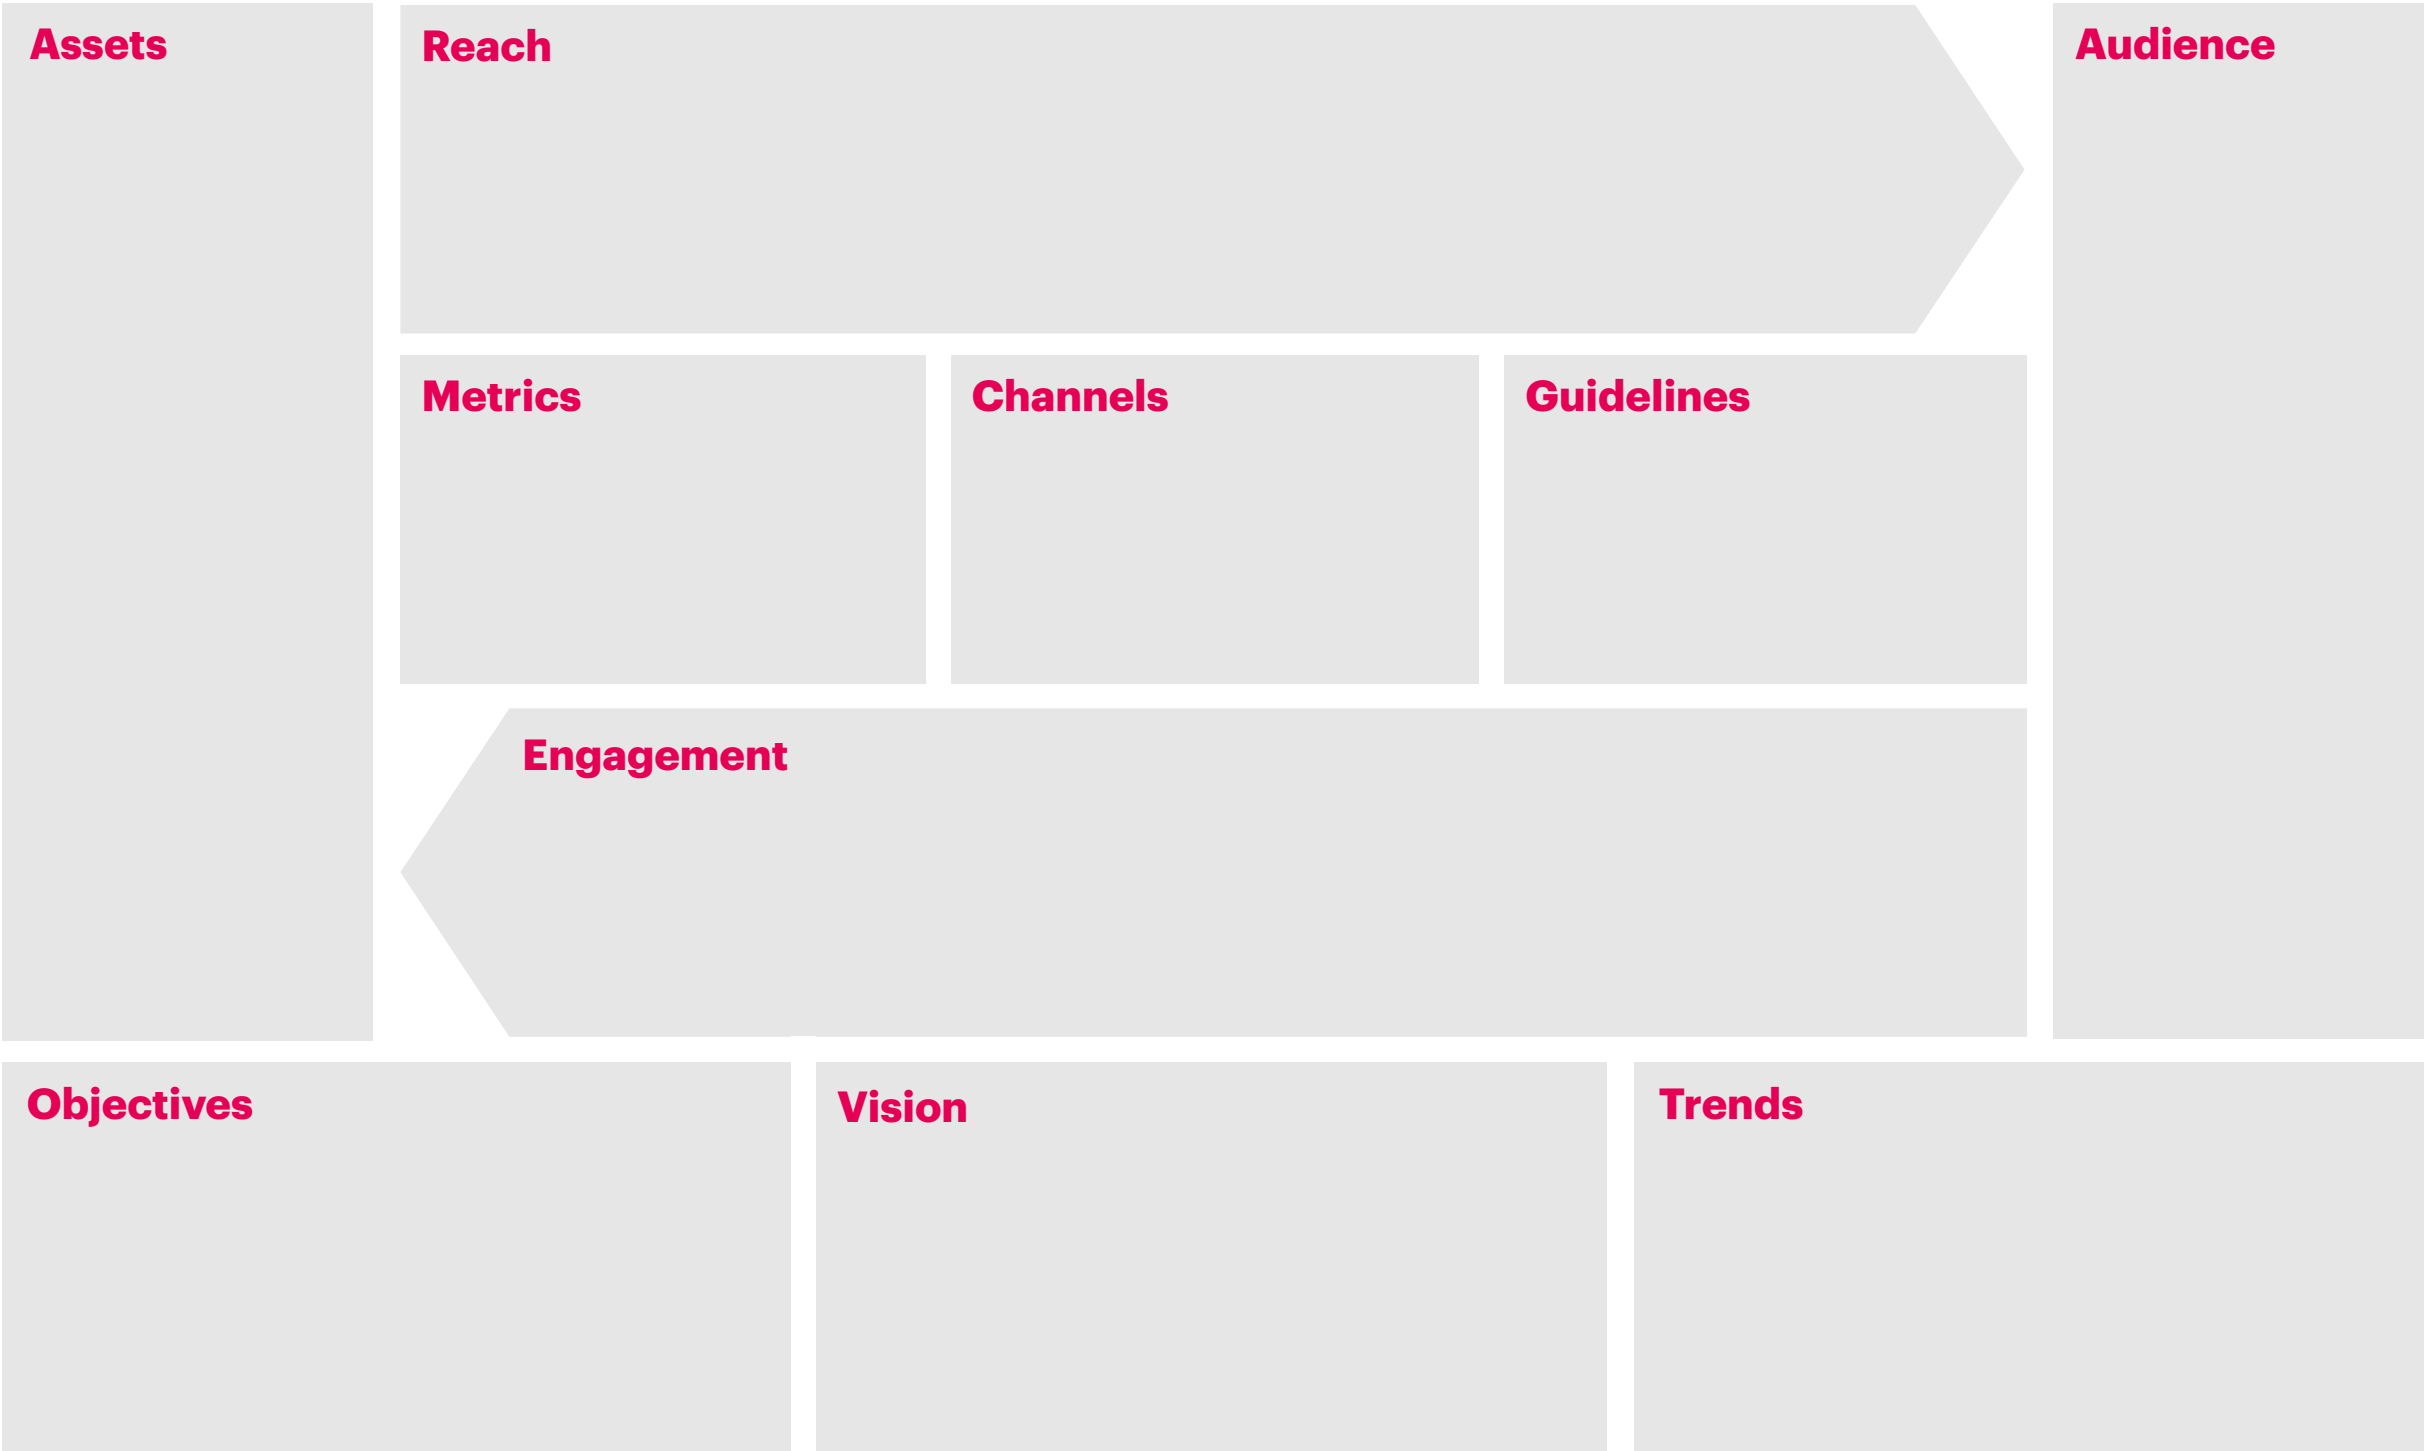 Assets
Reach
Audience
Metrics
Channels
Guidelines
Engagement
Objectives
Vision
Trends